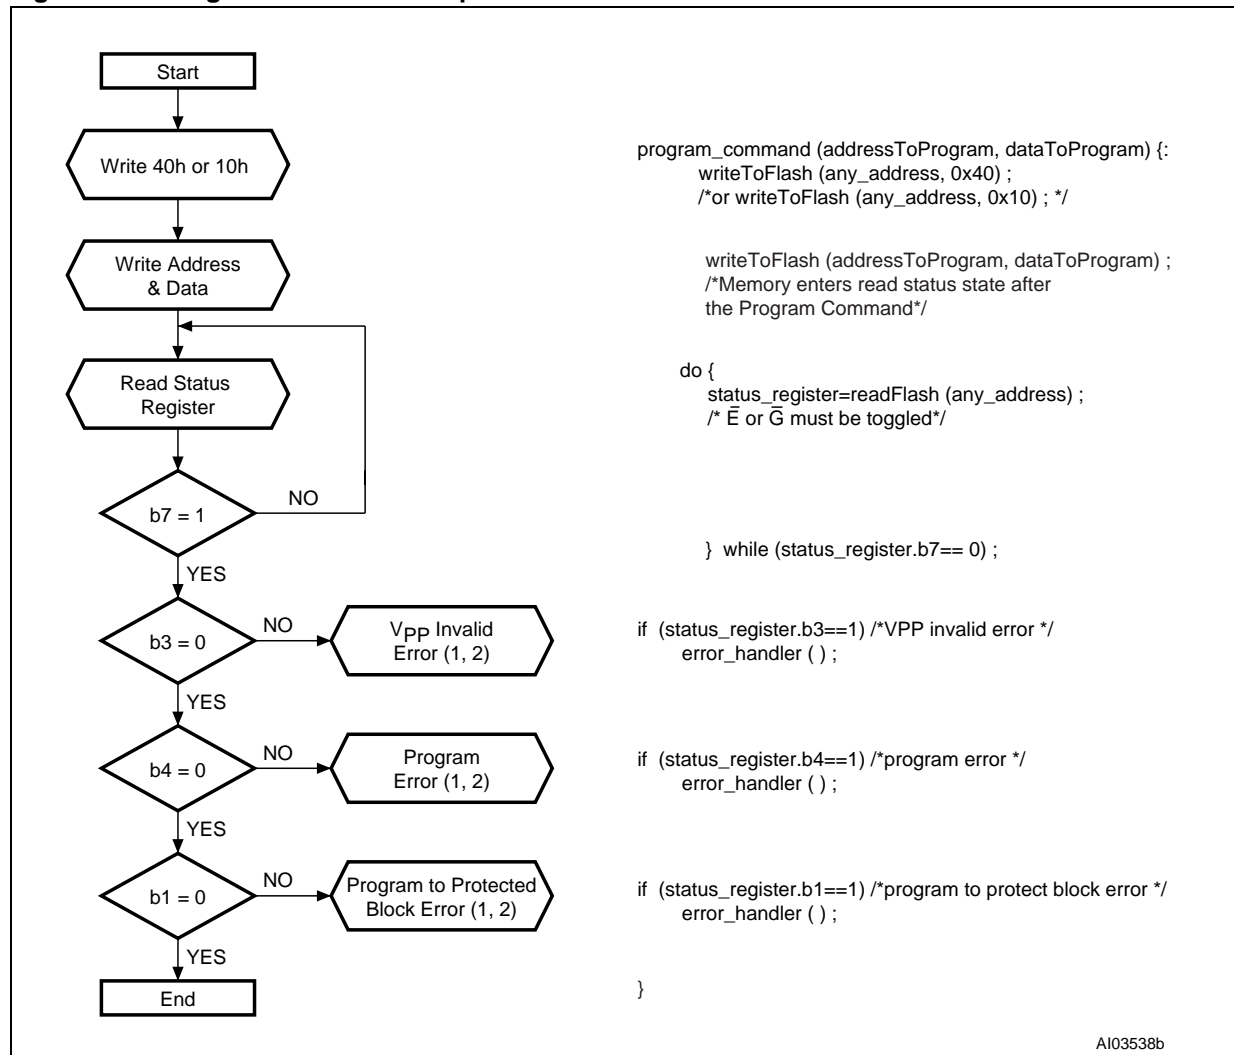 Start
Write 40h or 10h
Write Address
& Data
Read Status
Register
b7 = 1
NO
YES
b3 = 0
NO
VPP Invalid
Error (1, 2)
YES
b4 = 0
NO
Program
Error (1, 2)
YES
b1 = 0
NO
Program to Protected
Block Error (1, 2)
YES
End
program_command (addressToProgram, dataToProgram) {:
writeToFlash (any_address, 0x40) ;
/*or writeToFlash (any_address, 0x10) ; */
writeToFlash (addressToProgram, dataToProgram) ;
/*Memory enters read status state after
the Program Command*/
do {
status_register=readFlash (any_address) ;
/* E̅ or G̅ must be toggled*/
} while (status_register.b7== 0) ;
if (status_register.b3==1) /*VPP invalid error */
error_handler ( ) ;
if (status_register.b4==1) /*program error */
error_handler ( ) ;
if (status_register.b1==1) /*program to protect block error */
error_handler ( ) ;
}
AI03538b